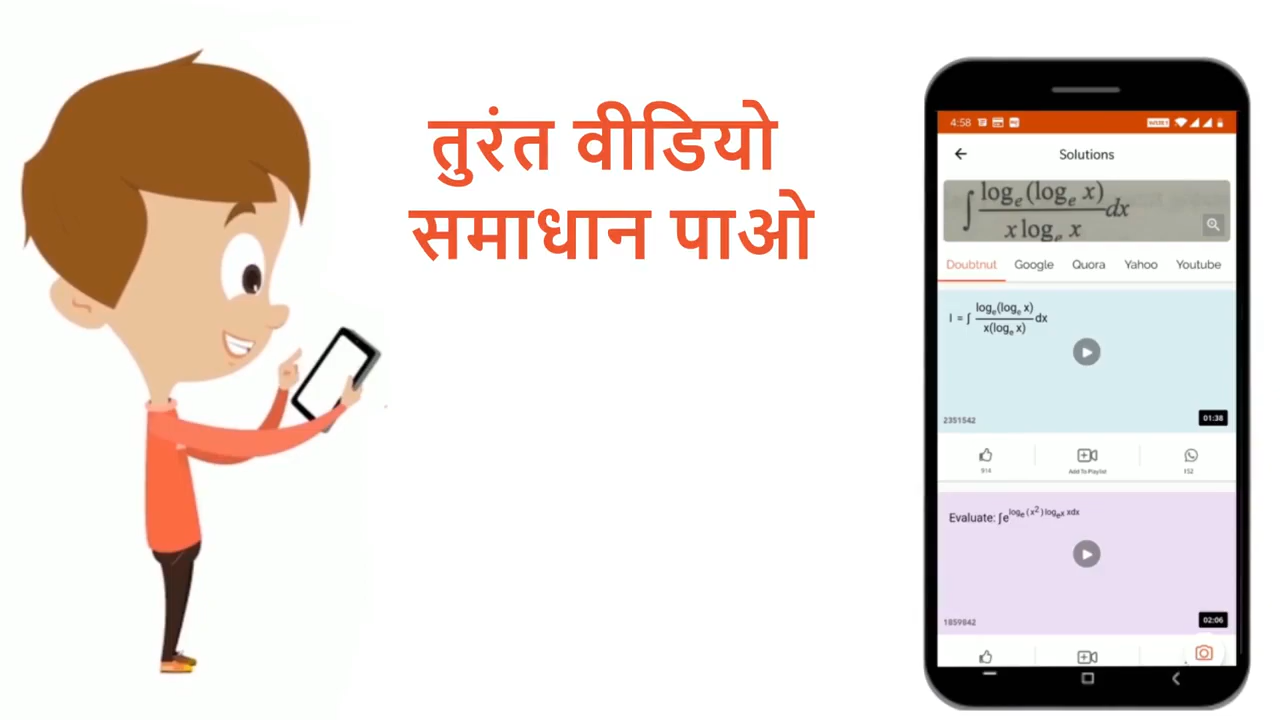 तुरंत वीडियो
समाधान पाओ
4:58
Solutions
∫ logₑ(logₑ x) / x logₑ x dx
Doubtnut Google Quora Yahoo Youtube
I = ∫ logₑ(logₑ x) / x(logₑ x) dx
2351542 01:38
914 Add To Playlist 152
Evaluate: ∫e^logₑ(x²) logₑx xdx
1859842 02:06